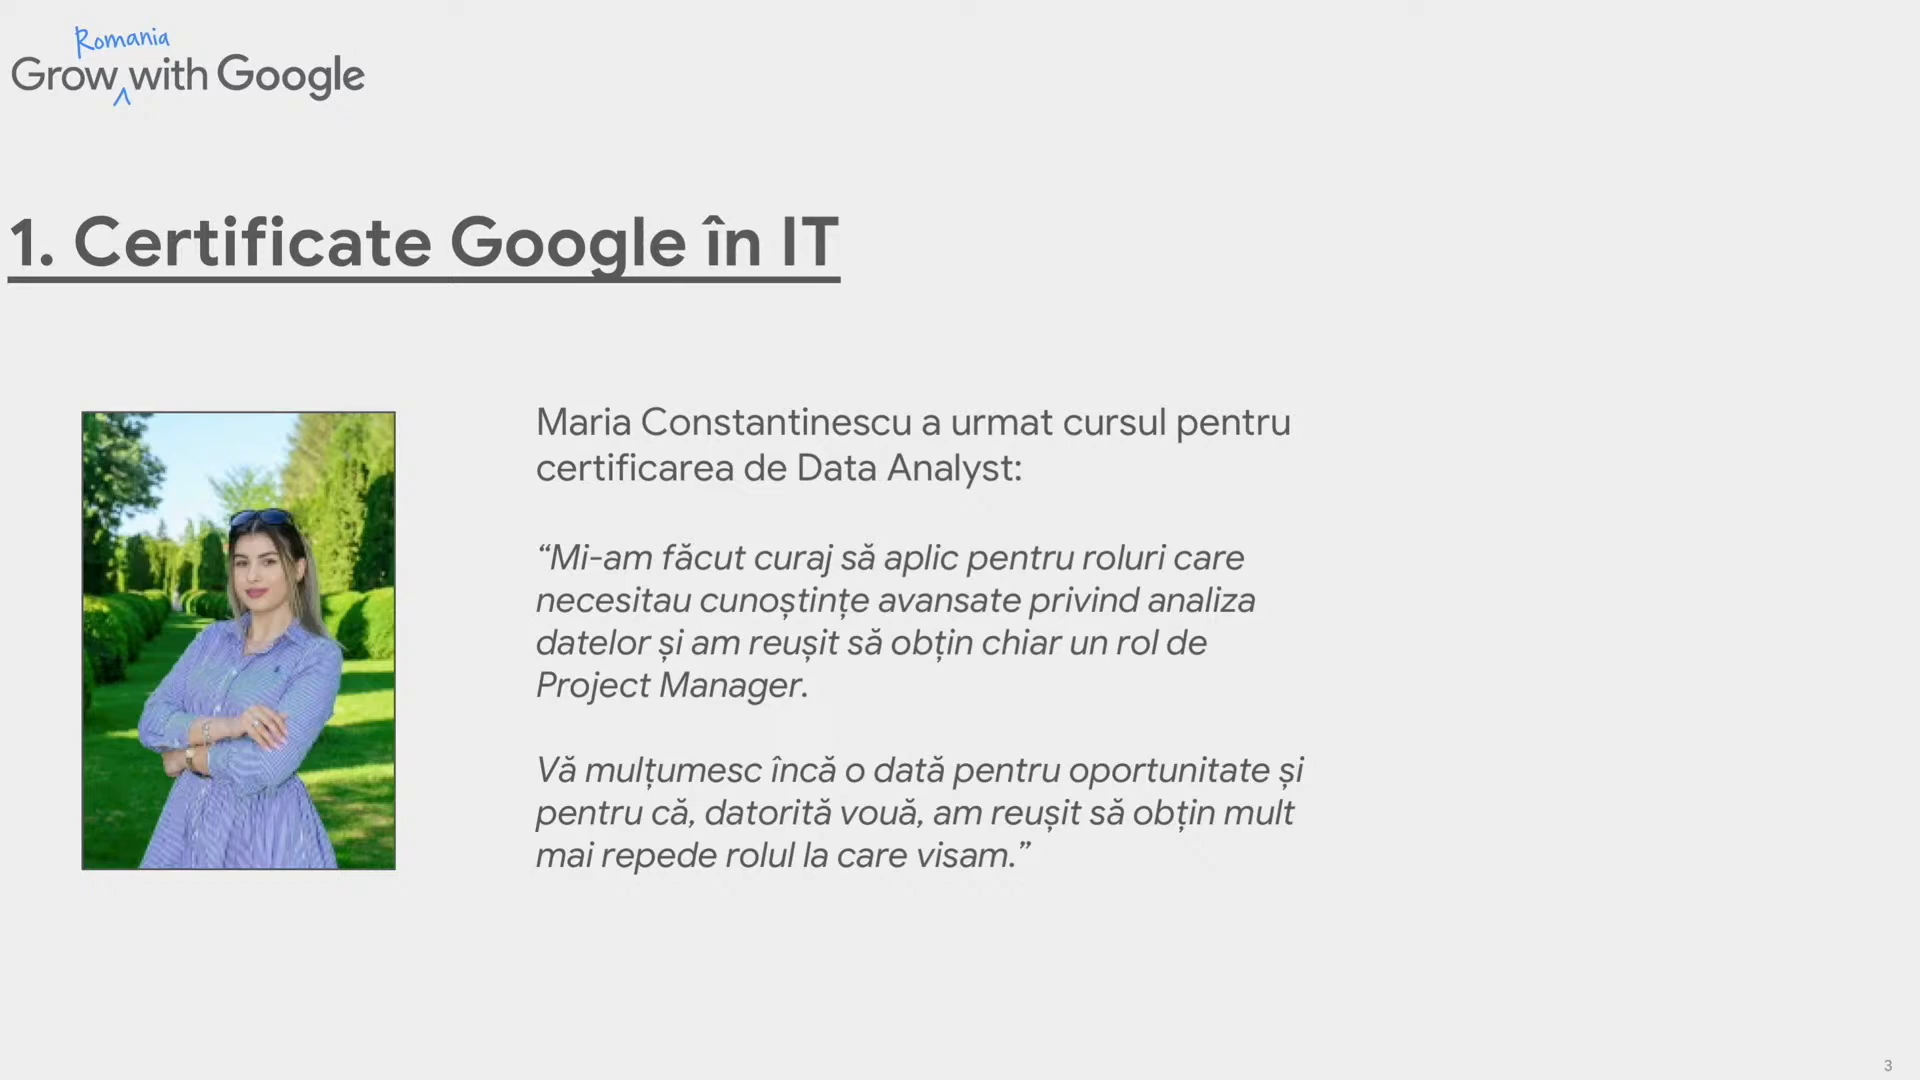 Romania
Grow with Google
1. Certificate Google în IT
Maria Constantinescu a urmat cursul pentru
certificarea de Data Analyst:
“Mi-am făcut curaj să aplic pentru roluri care
necesitau cunoștințe avansate privind analiza
datelor și am reușit să obțin chiar un rol de
Project Manager.
Vă mulțumesc încă o dată pentru oportunitate și
pentru că, datorită vouă, am reușit să obțin mult
mai repede rolul la care visam.”
3